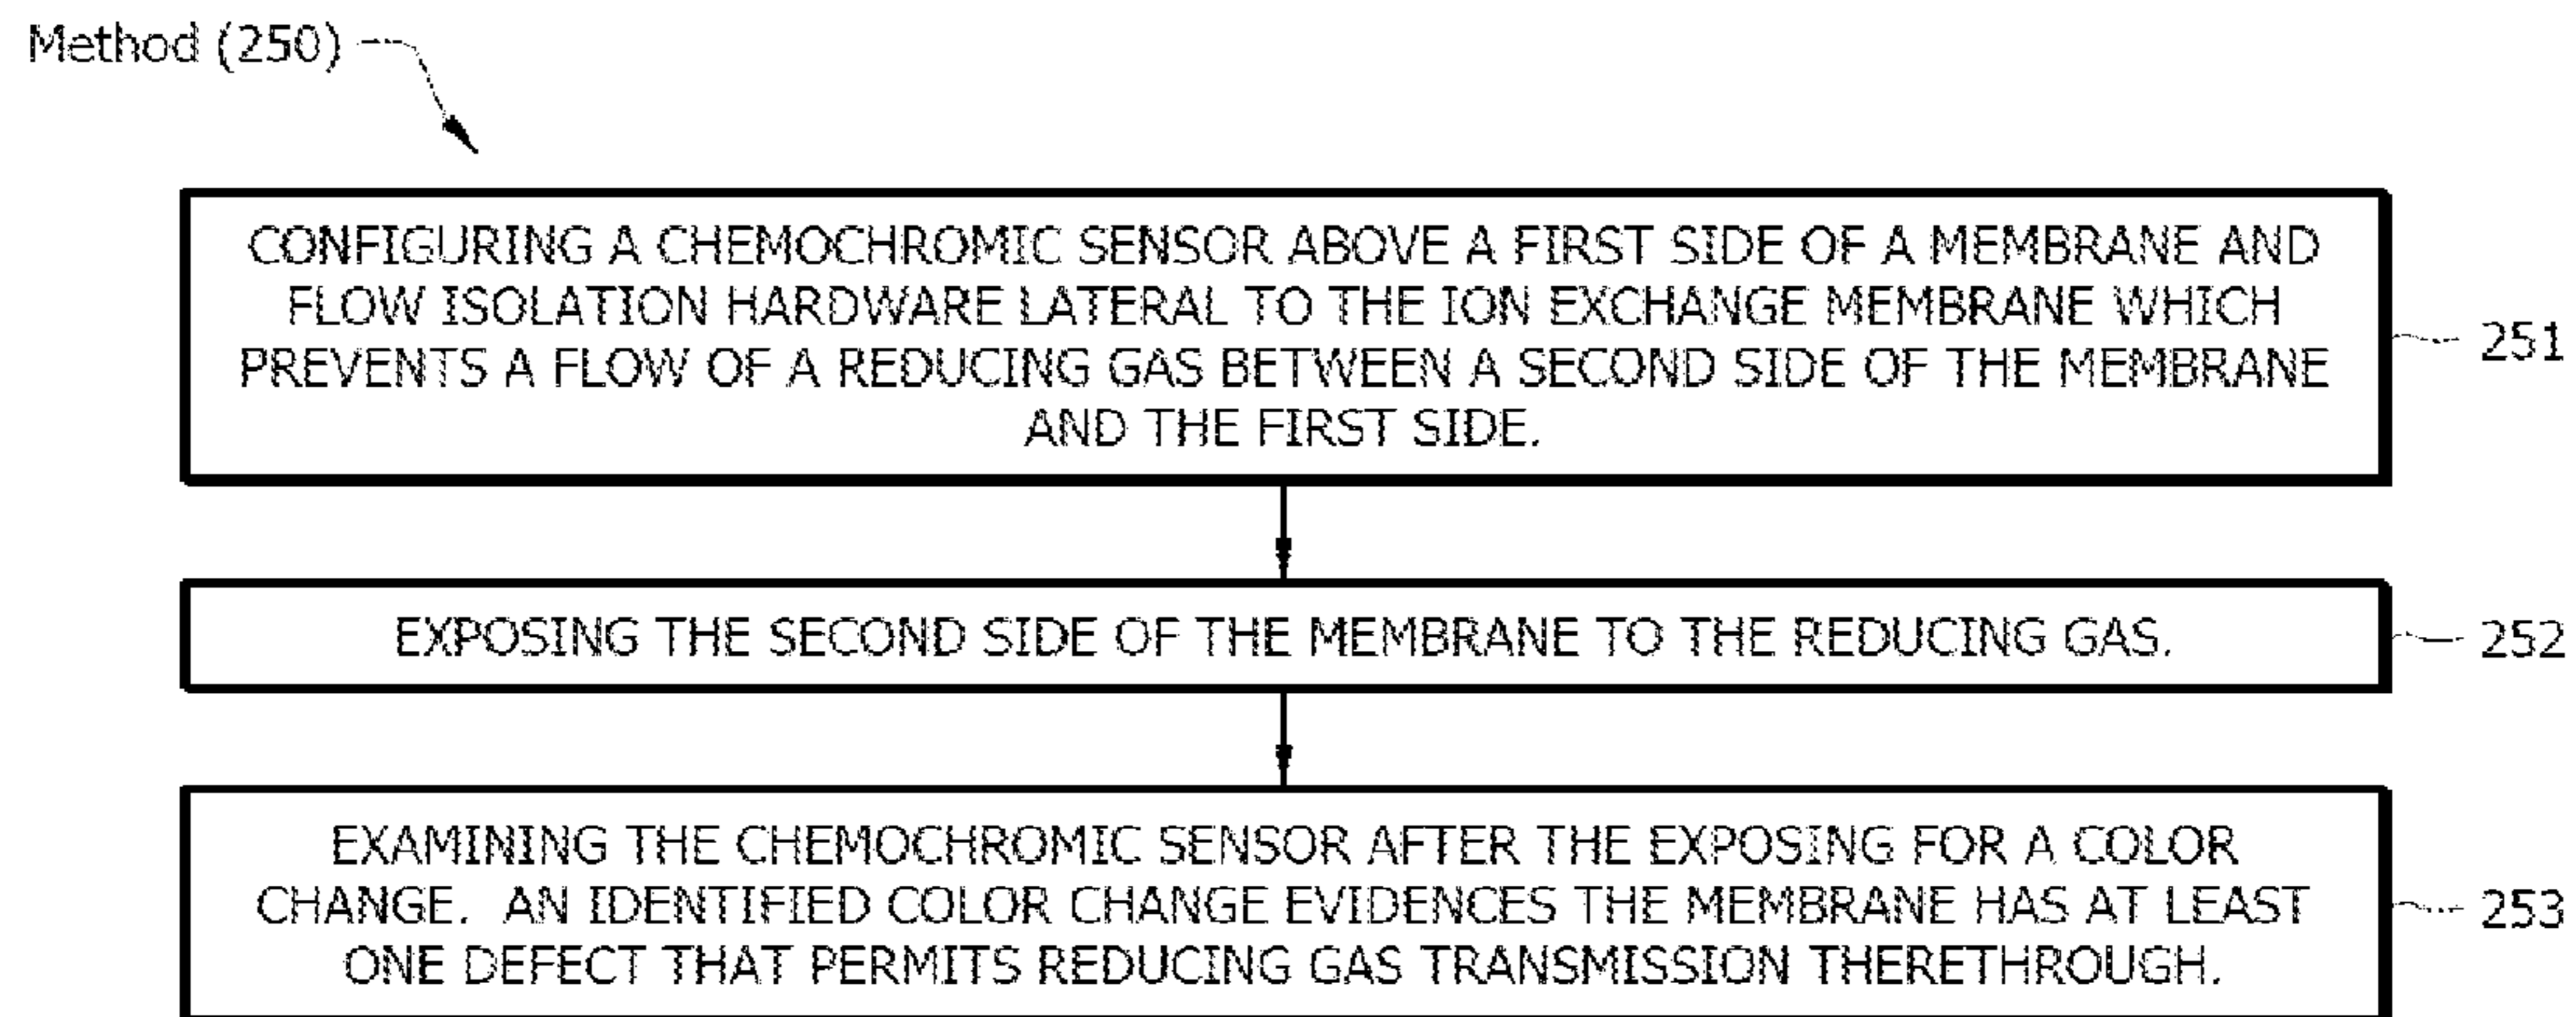 Method (250)
CONFIGURING A CHEMOCHROMIC SENSOR ABOVE A FIRST SIDE OF A MEMBRANE AND
FLOW ISOLATION HARDWARE LATERAL TO THE ION EXCHANGE MEMBRANE WHICH
PREVENTS A FLOW OF A REDUCING GAS BETWEEN A SECOND SIDE OF THE MEMBRANE
AND THE FIRST SIDE.
251
EXPOSING THE SECOND SIDE OF THE MEMBRANE TO THE REDUCING GAS.
252
EXAMINING THE CHEMOCHROMIC SENSOR AFTER THE EXPOSING FOR A COLOR
CHANGE. AN IDENTIFIED COLOR CHANGE EVIDENCES THE MEMBRANE HAS AT LEAST
ONE DEFECT THAT PERMITS REDUCING GAS TRANSMISSION THERETHROUGH.
253